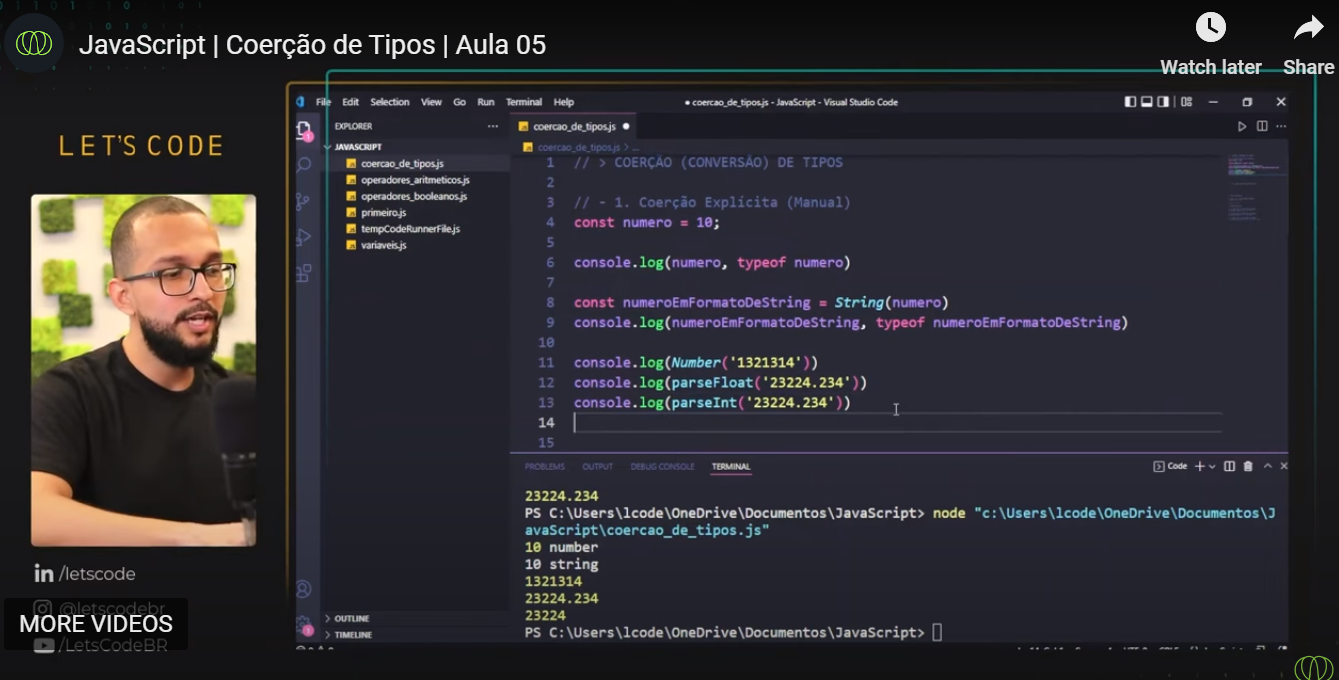 JavaScript | Coerção de Tipos | Aula 05
Watch later
Share
LET'S CODE
File Edit Selection View Go Run Terminal Help
coercao_de_tipos.js - JavaScript - Visual Studio Code
EXPLORER
JAVASCRIPT
coercao_de_tipos.js
operadores_aritmeticos.js
operadores_booleanos.js
primeiro.js
tempCodeRunnerFile.js
variaveis.js
coercao_de_tipos.js
coercao_de_tipos.js > ...
1 // > COERÇÃO (CONVERSÃO) DE TIPOS
2
3 // - 1. Coerção Explícita (Manual)
4 const numero = 10;
5
6 console.log(numero, typeof numero)
7
8 const numeroEmFormatoDeString = String(numero)
9 console.log(numeroEmFormatoDeString, typeof numeroEmFormatoDeString)
10
11 console.log(Number('1321314'))
12 console.log(parseFloat('23224.234'))
13 console.log(parseInt('23224.234'))
14
15
PROBLEMS OUTPUT DEBUG CONSOLE TERMINAL
Code
23224.234
PS C:\Users\lcode\OneDrive\Documentos\JavaScript> node "c:\Users\lcode\OneDrive\Documentos\J
avaScript\coercao_de_tipos.js"
10 number
10 string
1321314
23224.234
23224
PS C:\Users\lcode\OneDrive\Documentos\JavaScript>
OUTLINE
TIMELINE
in /letscode
@letscodebr
MORE VIDEOS
/LetsCodeBR